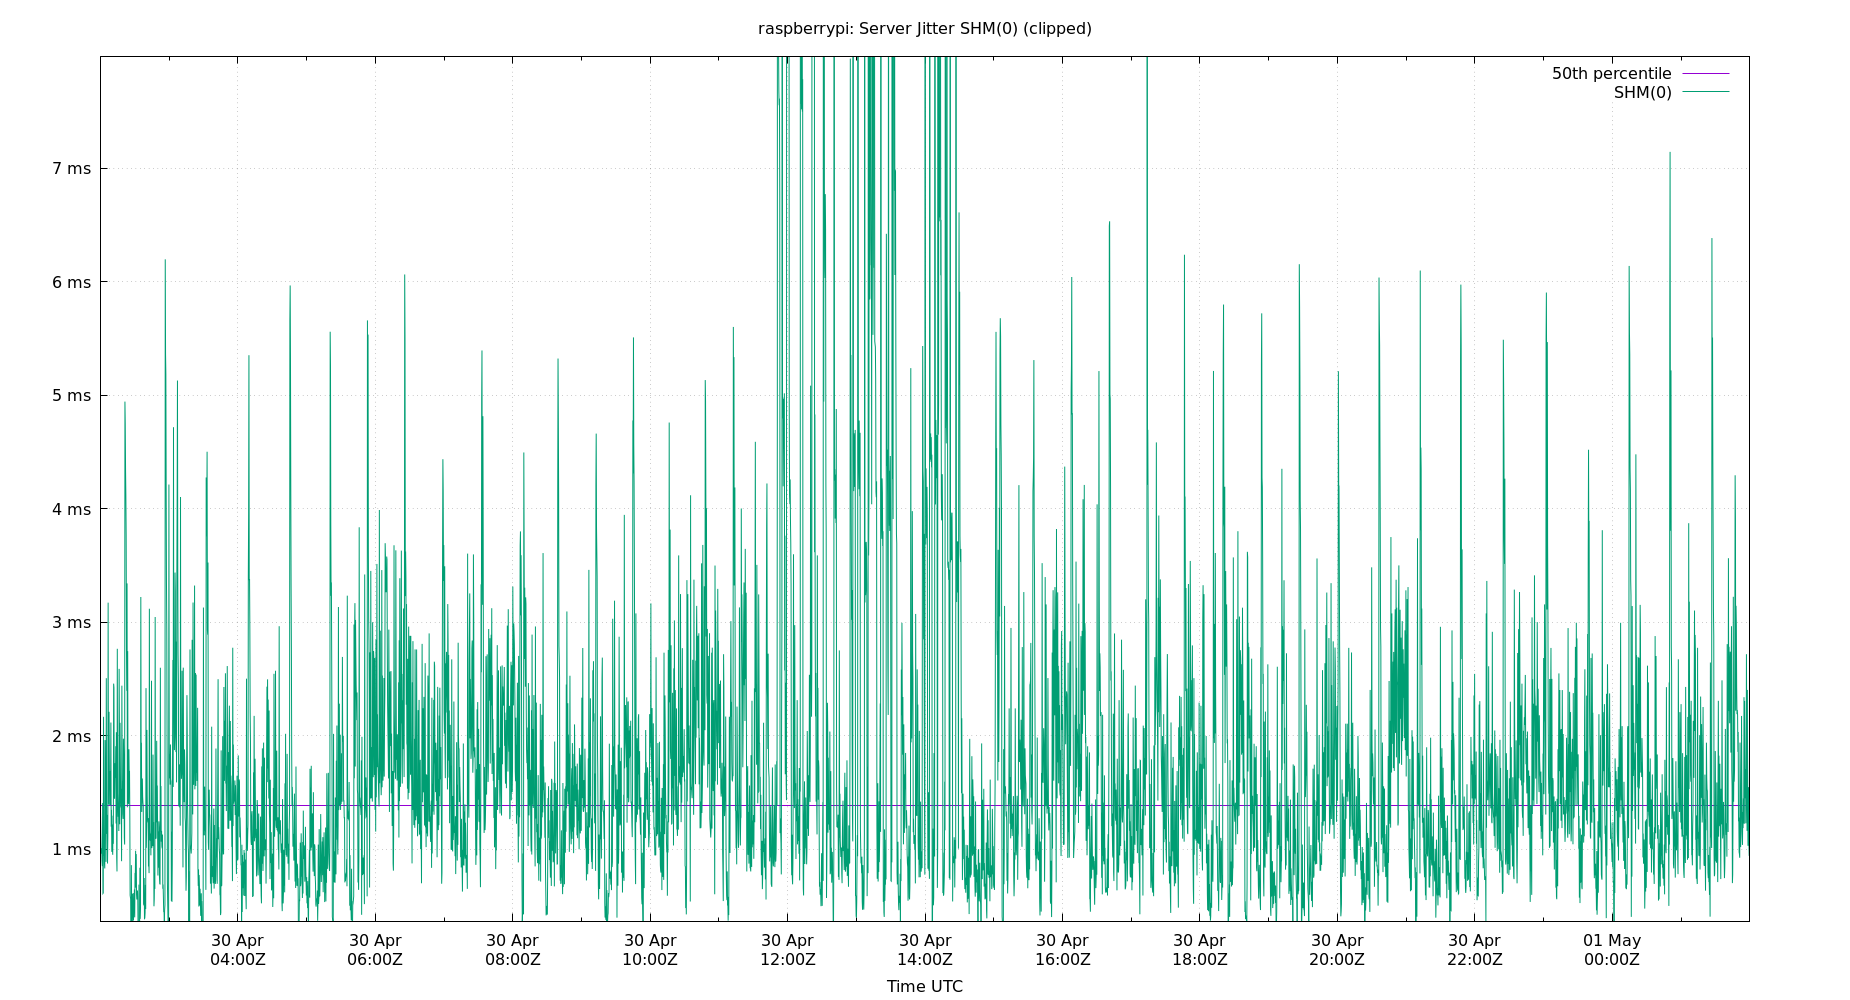 raspberrypi: Server Jitter SHM(0) (clipped)
50th percentile
SHM(0)
7 ms
6 ms
5 ms
4 ms
3 ms
2 ms
1 ms
30 Apr 30 Apr 30 Apr 30 Apr 30 Apr 30 Apr 30 Apr 30 Apr 30 Apr 30 Apr 01 May
04:00Z 06:00Z 08:00Z 10:00Z 12:00Z 14:00Z 16:00Z 18:00Z 20:00Z 22:00Z 00:00Z
Time UTC